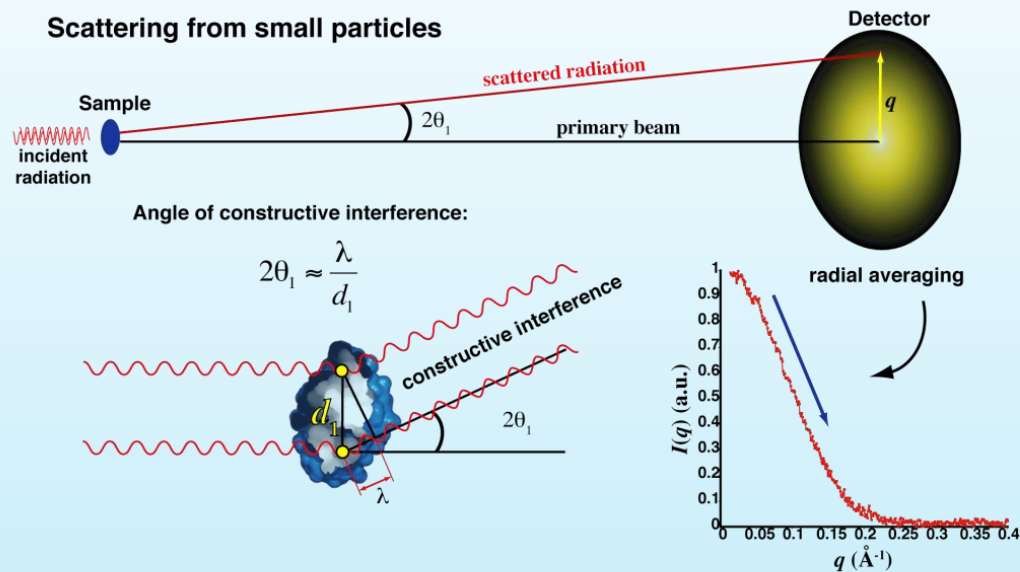 Scattering from small particles
Detector
scattered radiation
Sample
2θ₁
q
primary beam
incident
radiation
Angle of constructive interference:
2θ₁ ≈ λ/d₁
radial averaging
constructive interference
d₁
2θ₁
λ
I(q) (a.u.)
1
0.9
0.8
0.7
0.6
0.5
0.4
0.3
0.2
0.1
0
0 0.05 0.1 0.15 0.2 0.25 0.3 0.35 0.4
q (Å⁻¹)